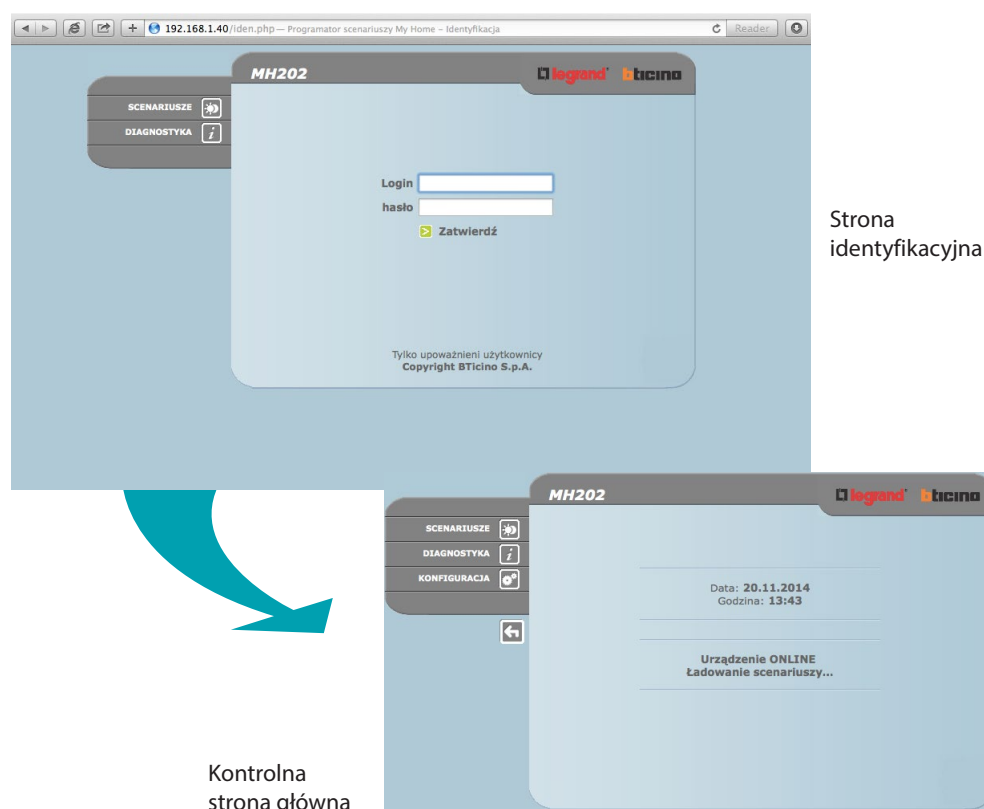 192.168.1.40/iden.php — Programator scenariuszy My Home – Identyfikacja
Reader
MH202
legrand bticino
SCENARIUSZE
DIAGNOSTYKA
Login
hasło
Zatwierdź
Tylko upoważnieni użytkownicy
Copyright BTicino S.p.A.
Strona
identyfikacyjna
MH202
legrand bticino
SCENARIUSZE
DIAGNOSTYKA
KONFIGURACJA
Data: 20.11.2014
Godzina: 13:43
Urządzenie ONLINE
Ładowanie scenariuszy...
Kontrolna
strona główna